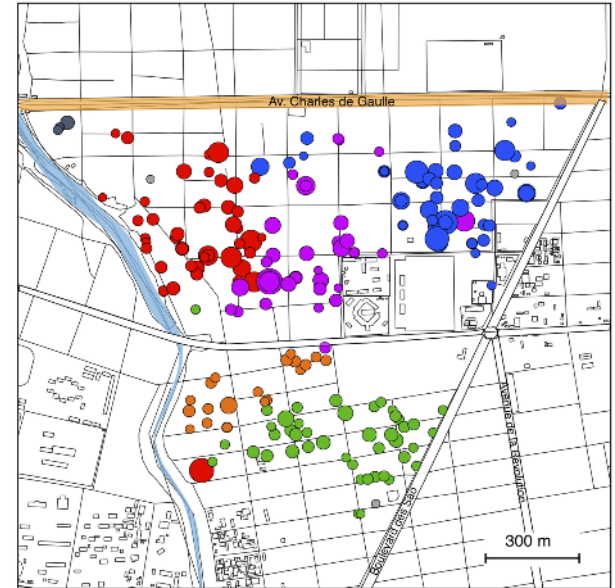 Av. Charles de Gaulle
Avenue de la Révolution
Boulevard des Sao
300 m